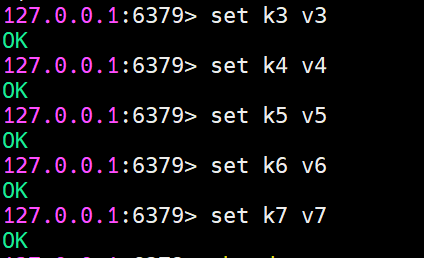 127.0.0.1:6379> set k3 v3
OK
127.0.0.1:6379> set k4 v4
OK
127.0.0.1:6379> set k5 v5
OK
127.0.0.1:6379> set k6 v6
OK
127.0.0.1:6379> set k7 v7
OK